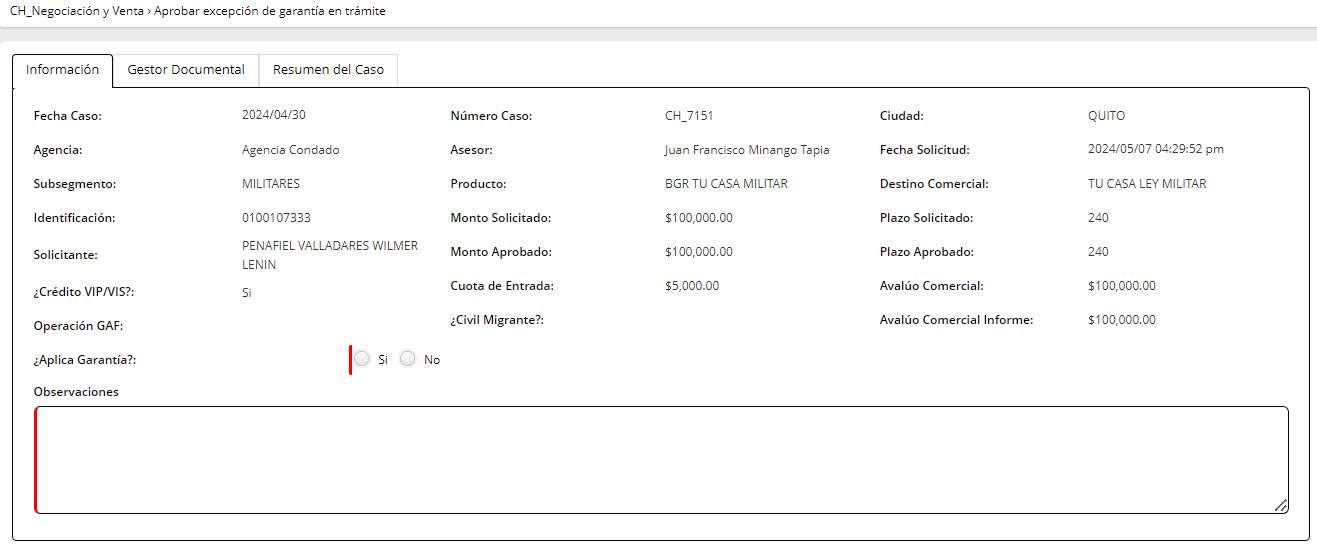 CH_Negociación y Venta › Aprobar excepción de garantía en trámite
Información Gestor Documental Resumen del Caso
Fecha Caso: 2024/04/30 Número Caso: CH_7151 Ciudad: QUITO
Agencia: Agencia Condado Asesor: Juan Francisco Minango Tapia Fecha Solicitud: 2024/05/07 04:29:52 pm
Subsegmento: MILITARES Producto: BGR TU CASA MILITAR Destino Comercial: TU CASA LEY MILITAR
Identificación: 0100107333 Monto Solicitado: $100,000.00 Plazo Solicitado: 240
Solicitante: PENAFIEL VALLADARES WILMER
LENIN
Monto Aprobado: $100,000.00 Plazo Aprobado: 240
¿Crédito VIP/VIS?: Si Cuota de Entrada: $5,000.00 Avalúo Comercial: $100,000.00
Operación GAF: ¿Civil Migrante?: Avalúo Comercial Informe: $100,000.00
¿Aplica Garantía?: Si No
Observaciones